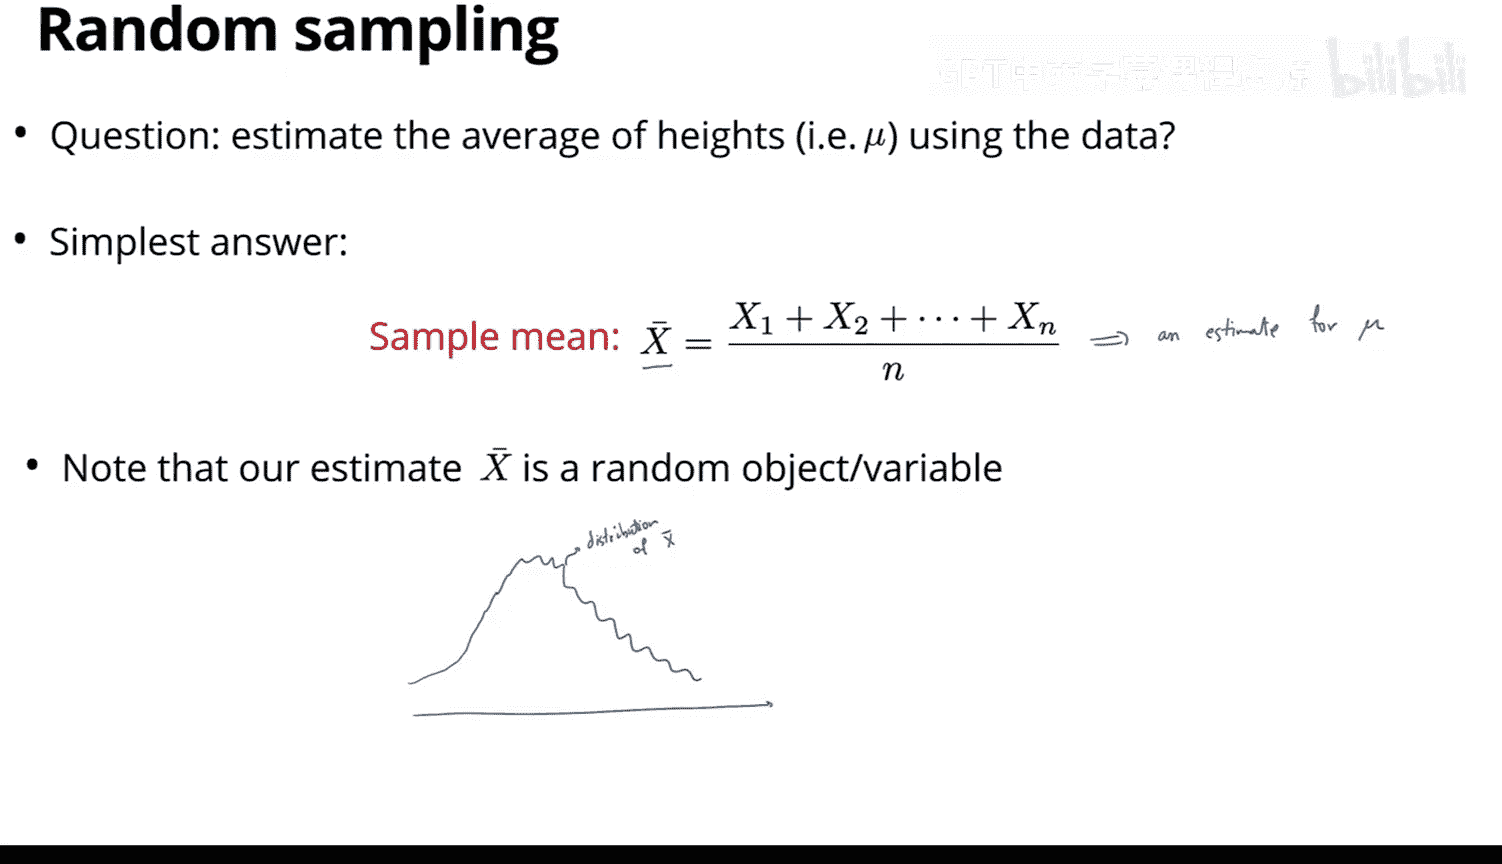 Random sampling
bilibili
• Question: estimate the average of heights (i.e. μ) using the data?
• Simplest answer:
Sample mean: X̄ = (X₁ + X₂ + ⋯ + Xₙ) / n ⟹ an estimate for μ
• Note that our estimate X̄ is a random object/variable
distribution
of X̄